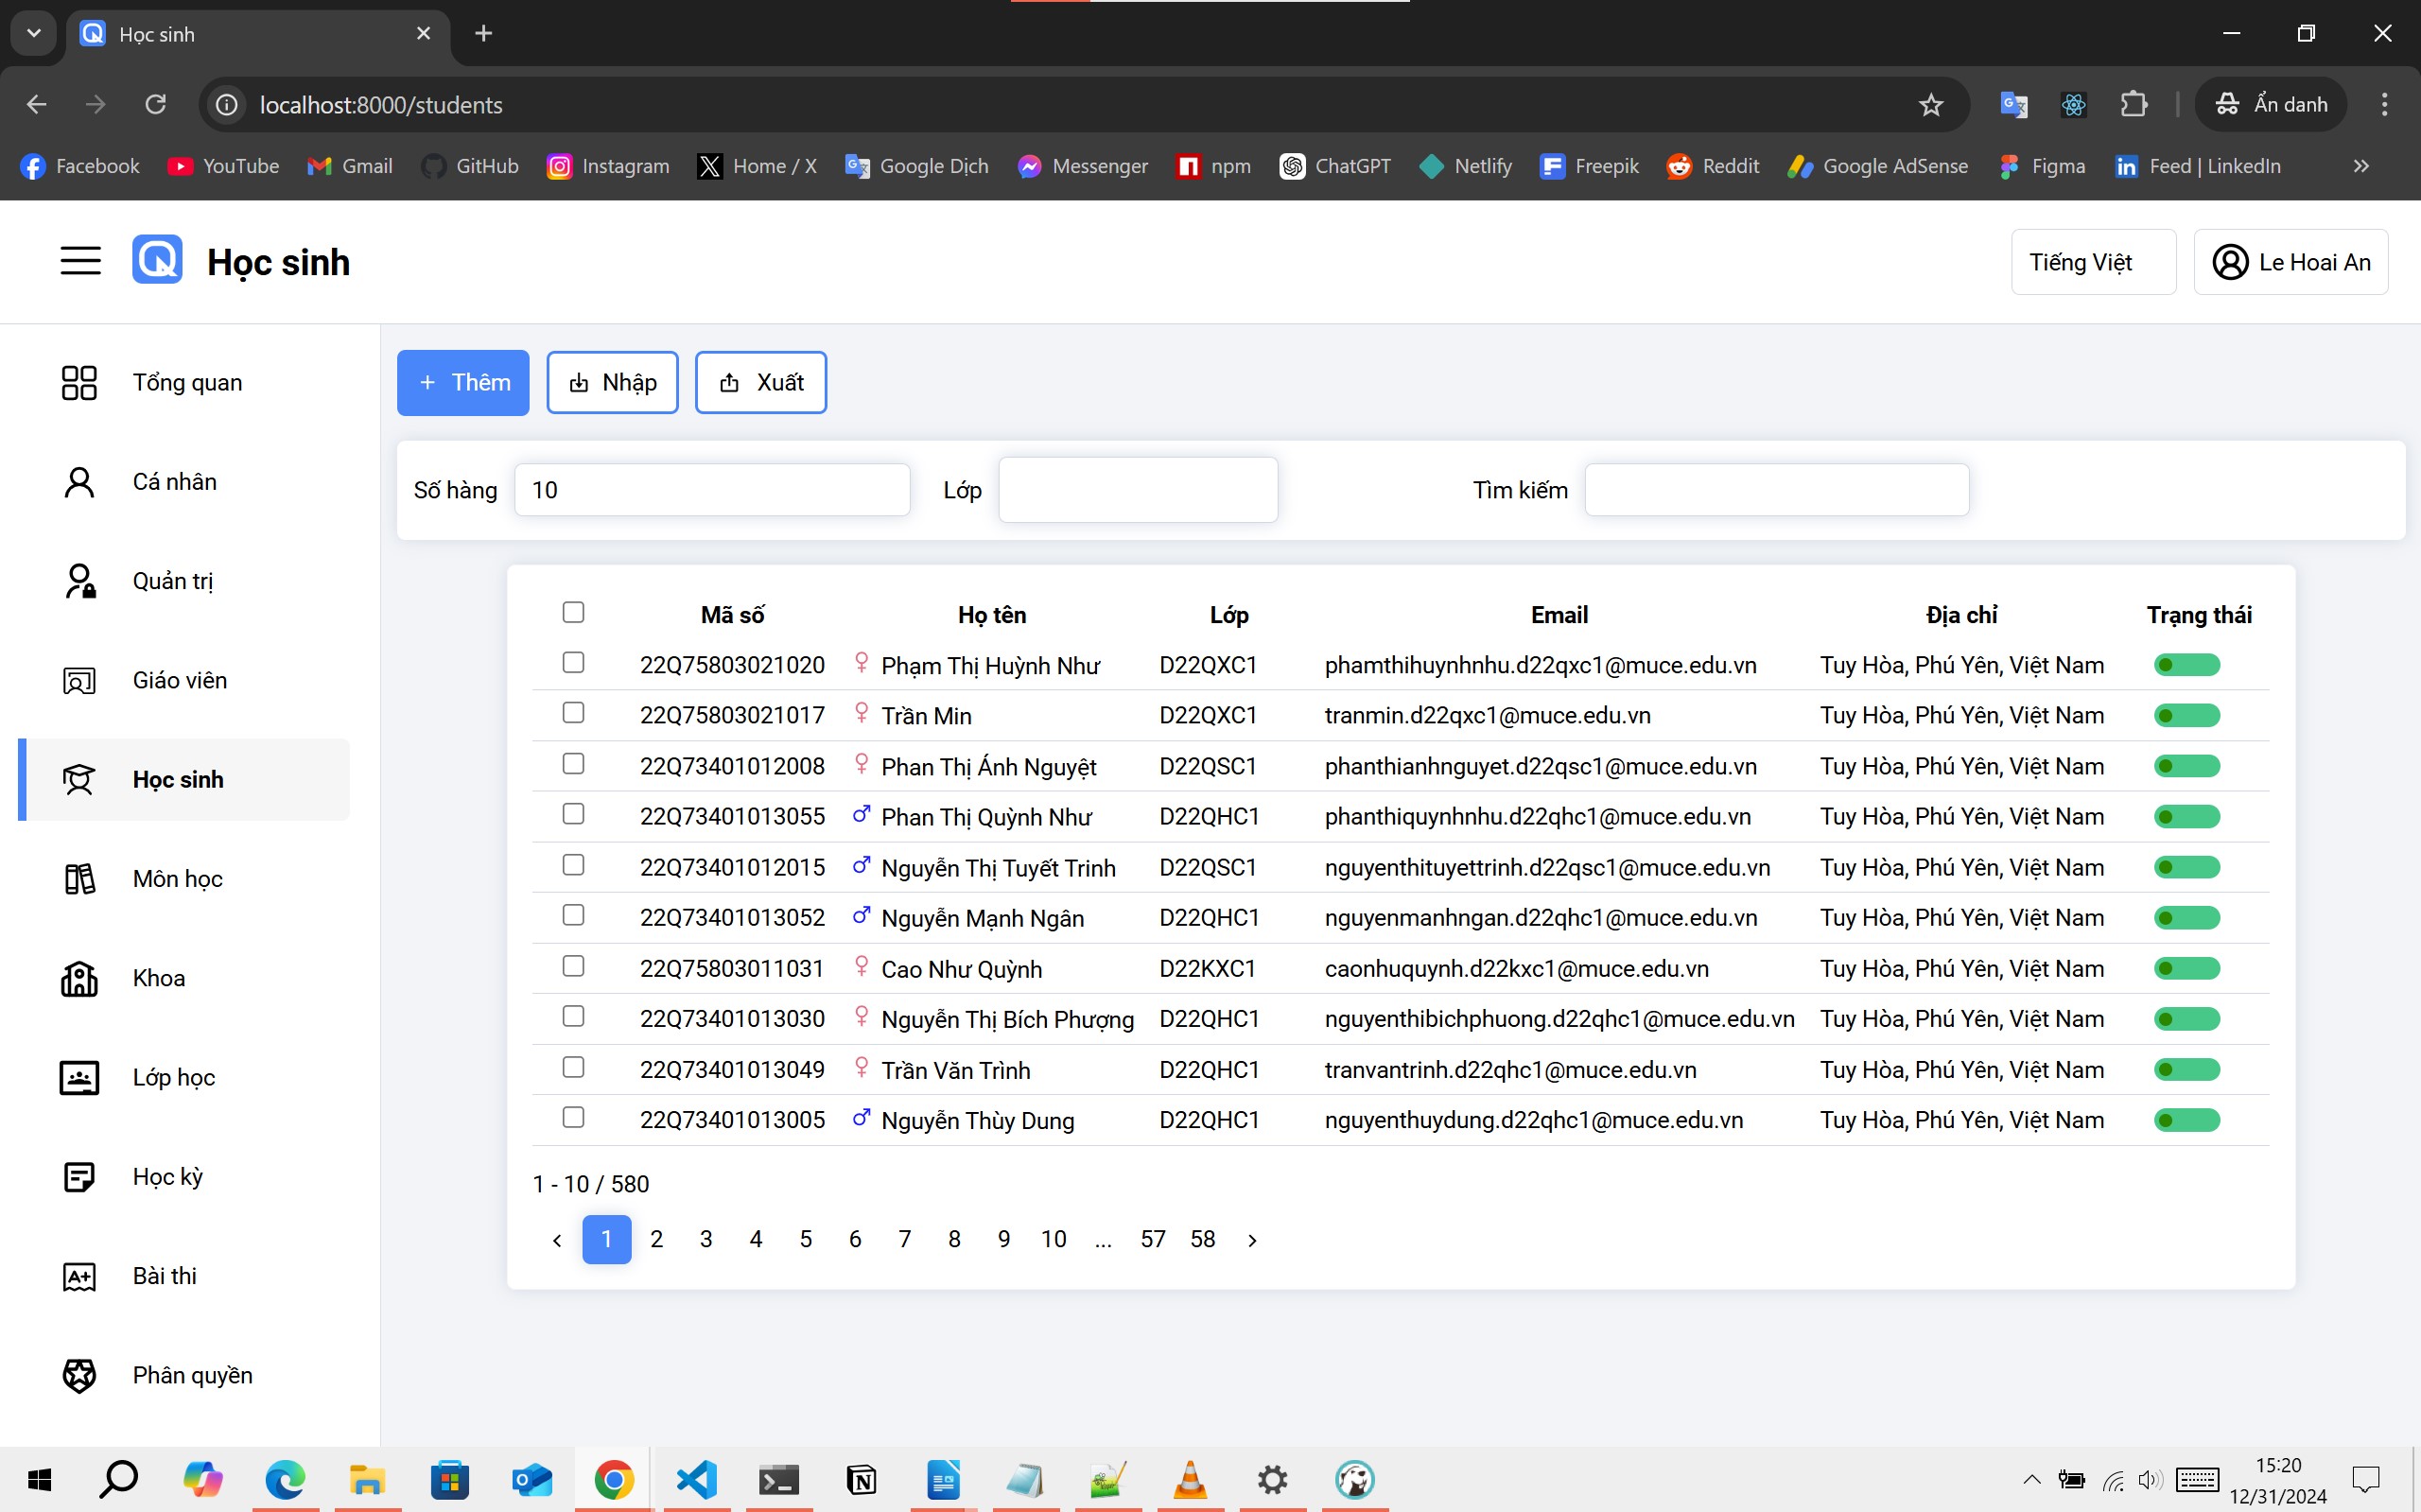 Học sinh
localhost:8000/students
Ẩn danh
Facebook YouTube Gmail GitHub Instagram Home / X Google Dịch Messenger npm ChatGPT Netlify Freepik Reddit Google AdSense Figma Feed | LinkedIn
Học sinh
Tiếng Việt
Le Hoai An
Tổng quan
Cá nhân
Quản trị
Giáo viên
Học sinh
Môn học
Khoa
Lớp học
Học kỳ
Bài thi
Phân quyền
+ Thêm Nhập Xuất
Số hàng 10 Lớp Tìm kiếm
Mã số Họ tên Lớp Email Địa chỉ Trạng thái
22Q75803021020 ♀ Phạm Thị Huỳnh Như D22QXC1 phamthihuynhnhu.d22qxc1@muce.edu.vn Tuy Hòa, Phú Yên, Việt Nam
22Q75803021017 ♀ Trần Min D22QXC1 tranmin.d22qxc1@muce.edu.vn Tuy Hòa, Phú Yên, Việt Nam
22Q73401012008 ♀ Phan Thị Ánh Nguyệt D22QSC1 phanthianhnguyet.d22qsc1@muce.edu.vn Tuy Hòa, Phú Yên, Việt Nam
22Q73401013055 ♂ Phan Thị Quỳnh Như D22QHC1 phanthiquynhnhu.d22qhc1@muce.edu.vn Tuy Hòa, Phú Yên, Việt Nam
22Q73401012015 ♂ Nguyễn Thị Tuyết Trinh D22QSC1 nguyenthituyettrinh.d22qsc1@muce.edu.vn Tuy Hòa, Phú Yên, Việt Nam
22Q73401013052 ♂ Nguyễn Mạnh Ngân D22QHC1 nguyenmanhngan.d22qhc1@muce.edu.vn Tuy Hòa, Phú Yên, Việt Nam
22Q75803011031 ♀ Cao Như Quỳnh D22KXC1 caonhuquynh.d22kxc1@muce.edu.vn Tuy Hòa, Phú Yên, Việt Nam
22Q73401013030 ♀ Nguyễn Thị Bích Phượng D22QHC1 nguyenthibichphuong.d22qhc1@muce.edu.vn Tuy Hòa, Phú Yên, Việt Nam
22Q73401013049 ♀ Trần Văn Trình D22QHC1 tranvantrinh.d22qhc1@muce.edu.vn Tuy Hòa, Phú Yên, Việt Nam
22Q73401013005 ♂ Nguyễn Thùy Dung D22QHC1 nguyenthuydung.d22qhc1@muce.edu.vn Tuy Hòa, Phú Yên, Việt Nam
1 - 10 / 580
‹ 1 2 3 4 5 6 7 8 9 10 ... 57 58 ›
15:20
12/31/2024